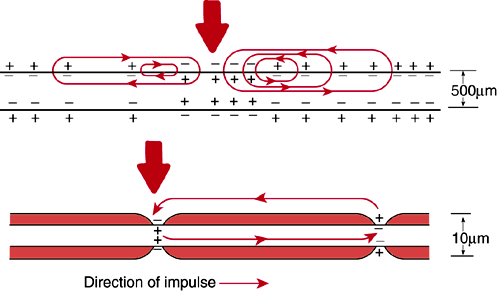 500μm
10μm
Direction of impulse